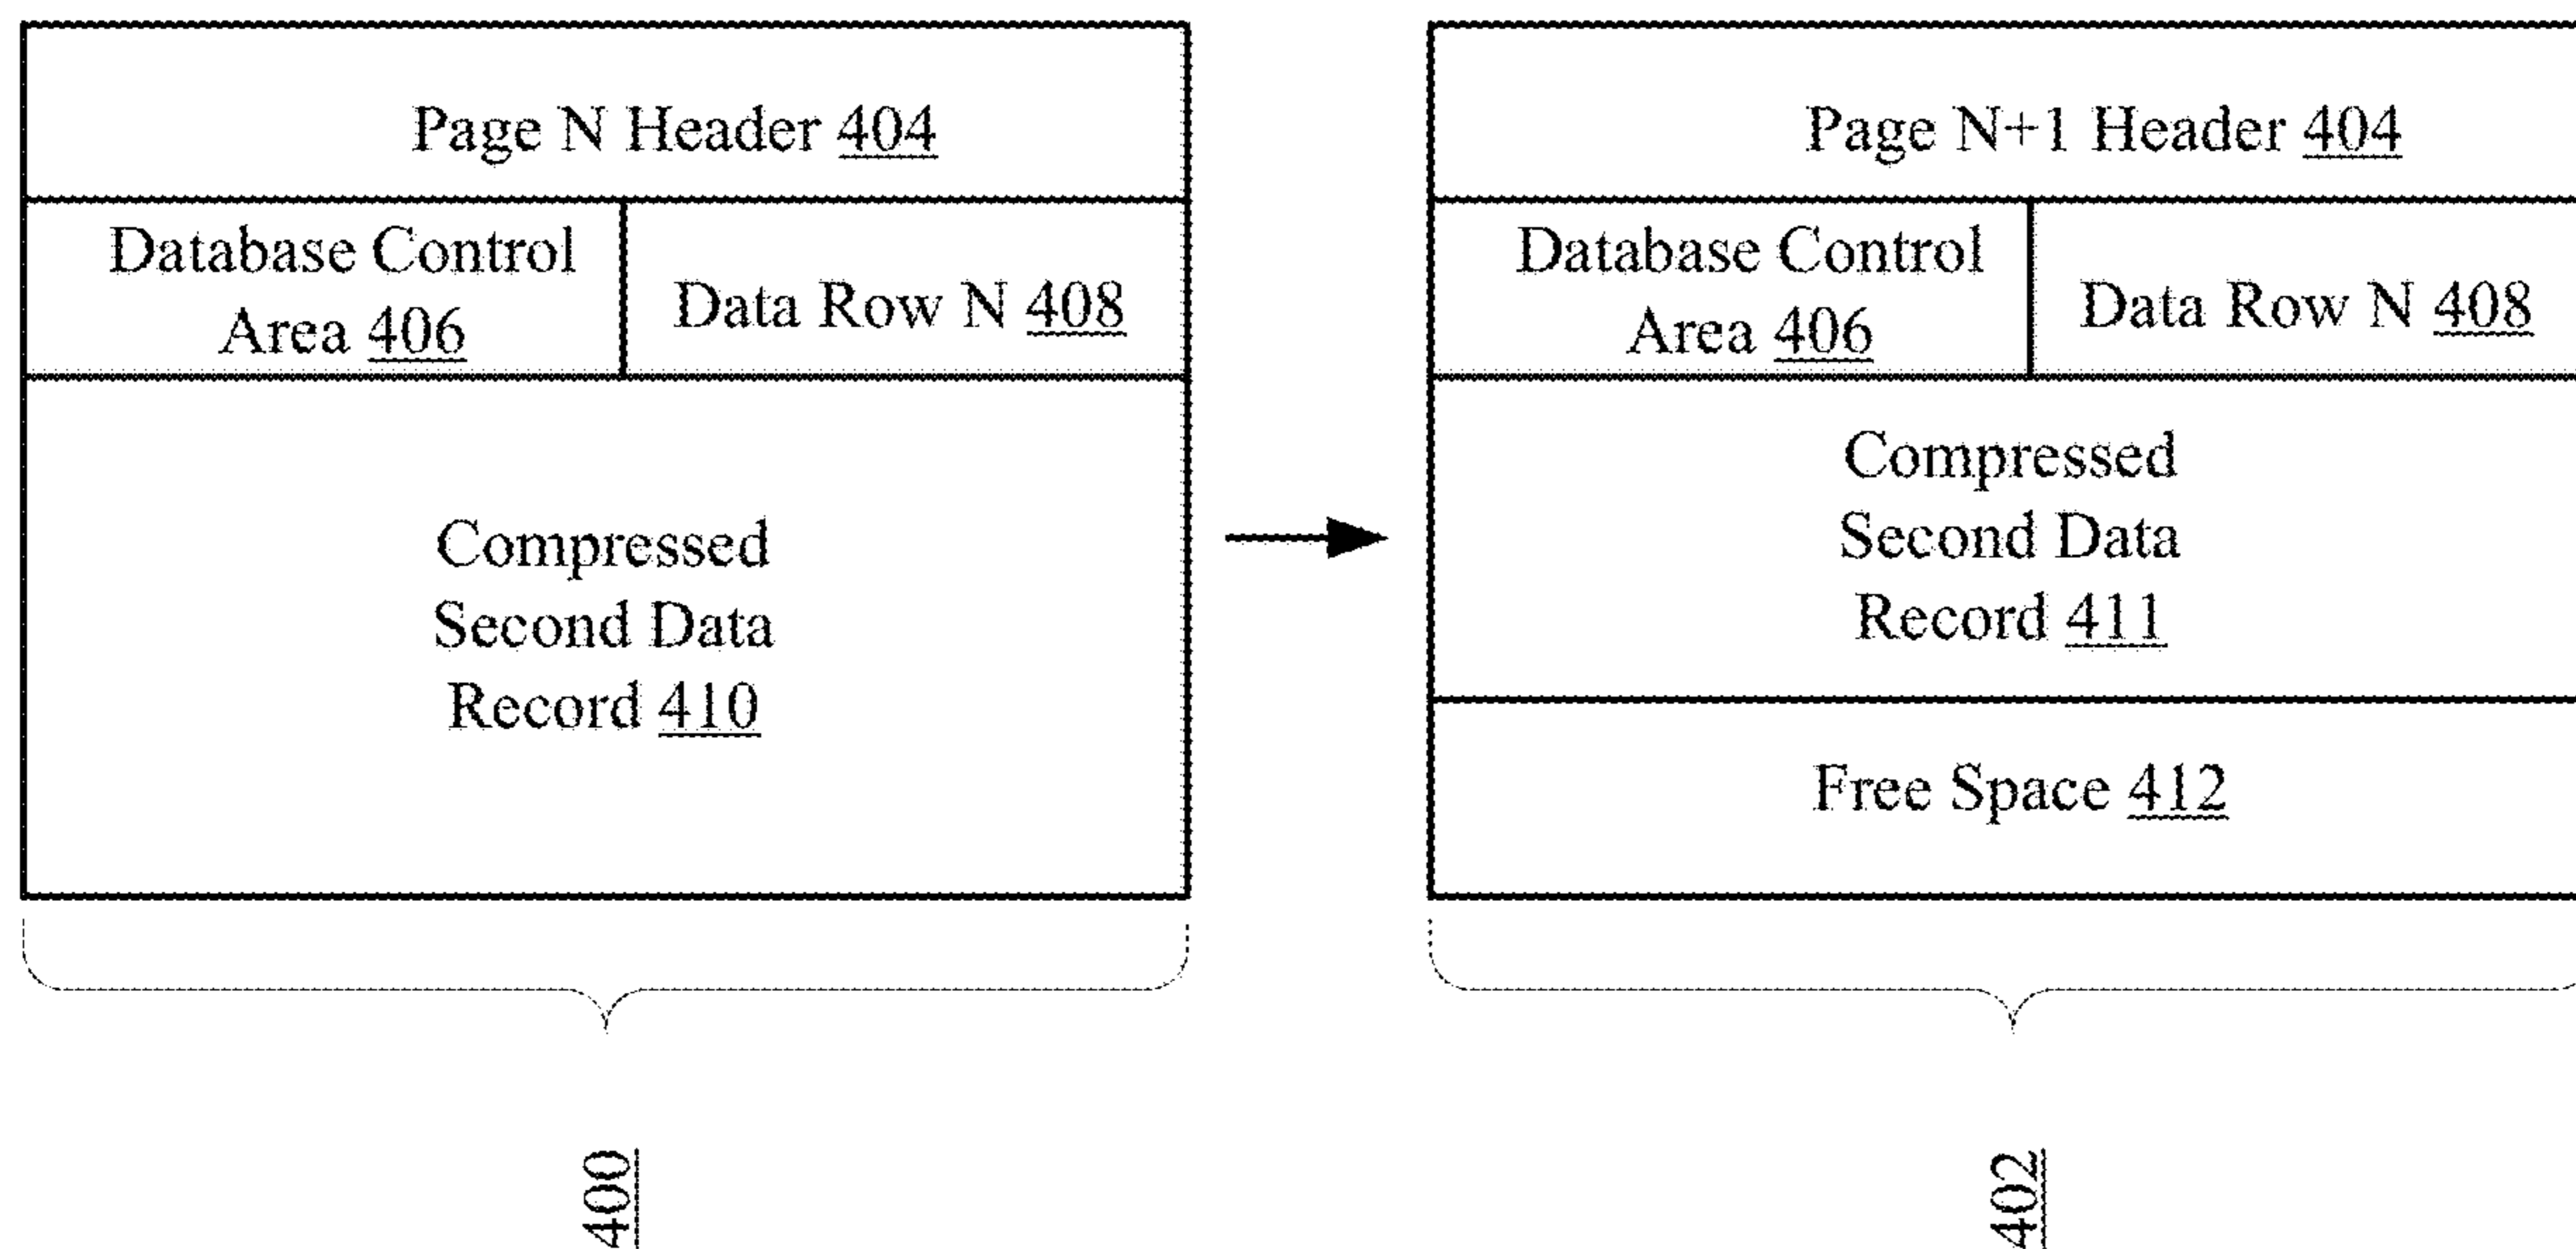 Page N Header 404
Database Control
Area 406
Data Row N 408
Compressed
Second Data
Record 410
400
Page N+1 Header 404
Database Control
Area 406
Data Row N 408
Compressed
Second Data
Record 411
Free Space 412
402